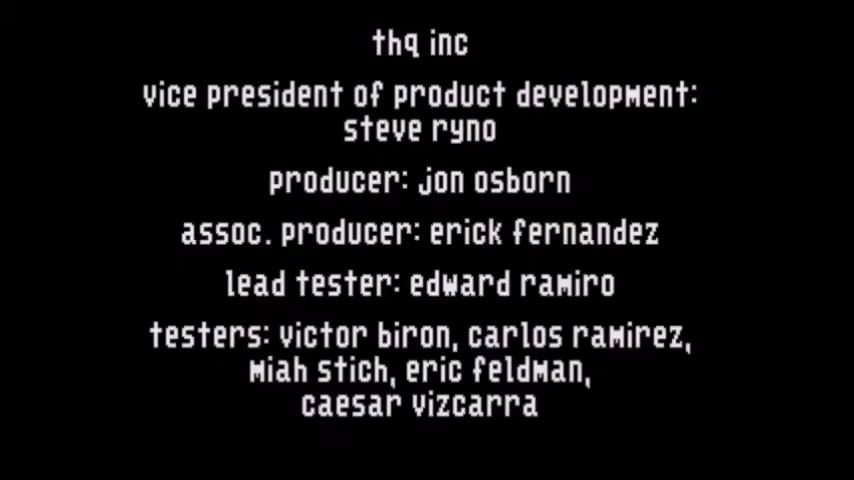 thq inc
vice president of product development:
steve ryno
producer: jon osborn
assoc. producer: erick fernandez
lead tester: edward ramiro
testers: victor biron, carlos ramirez,
miah stich, eric feldman,
caesar vizcarra